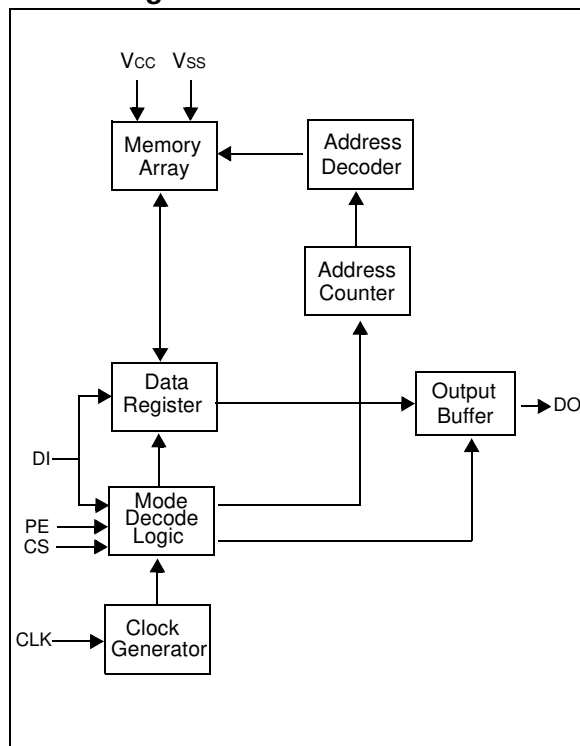 VCC VSS
Memory
Array
Address
Decoder
Address
Counter
Data
Register
Output
Buffer
DO
DI
Mode
Decode
Logic
PE
CS
Clock
Generator
CLK